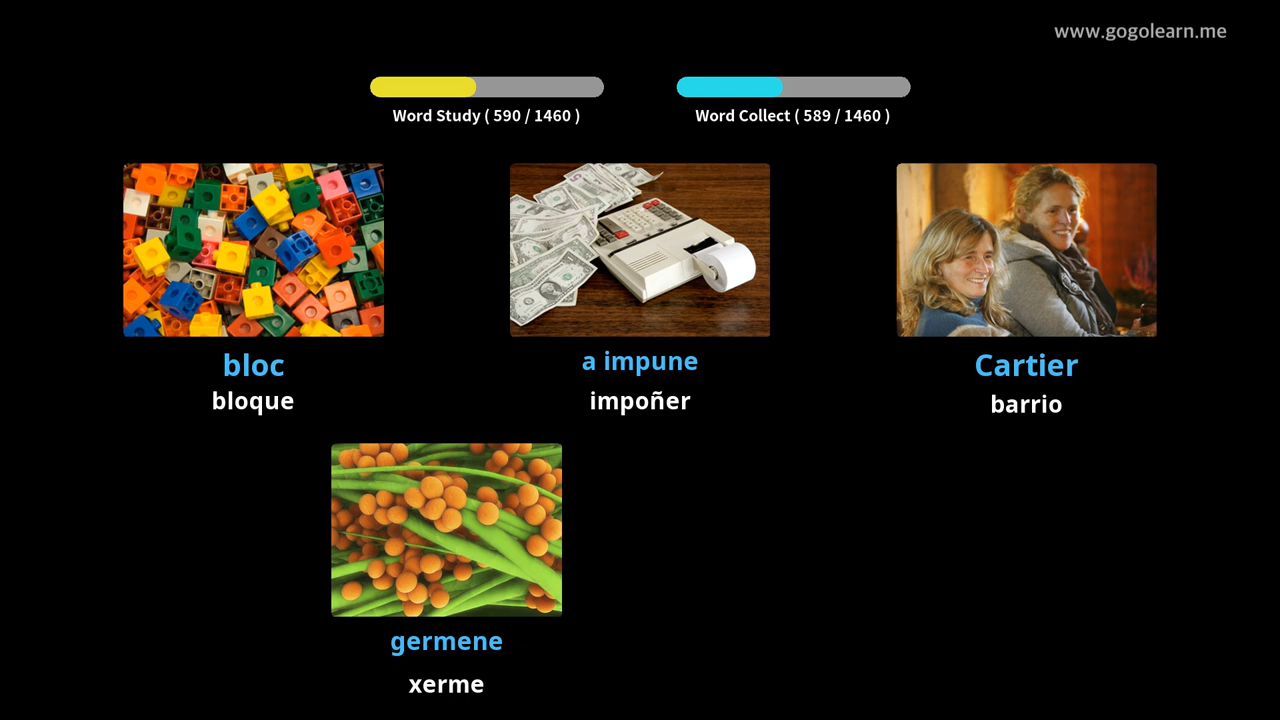 www.gogolearn.me
Word Study ( 590 / 1460 )
Word Collect ( 589 / 1460 )
bloc
bloque
a impune
impoñer
Cartier
barrio
germene
xerme